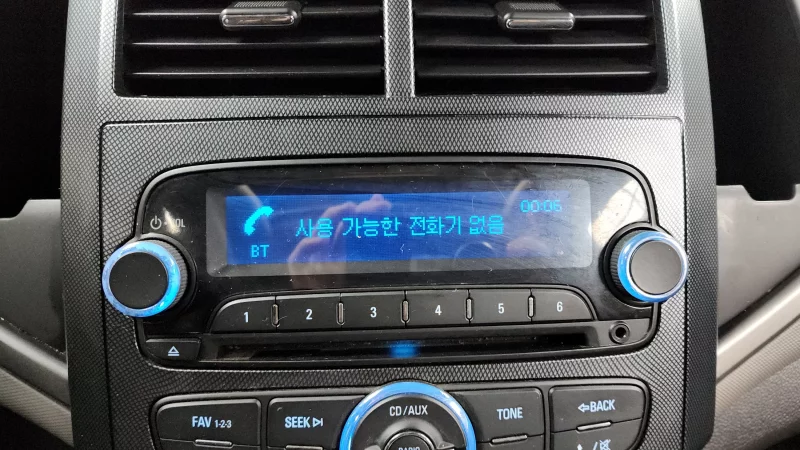 00:06
사용 가능한 전화기 없음
BT
VOL
1 2 3 4 5 6
FAV 1-2-3
SEEK
CD/AUX
TONE
BACK
RADIO